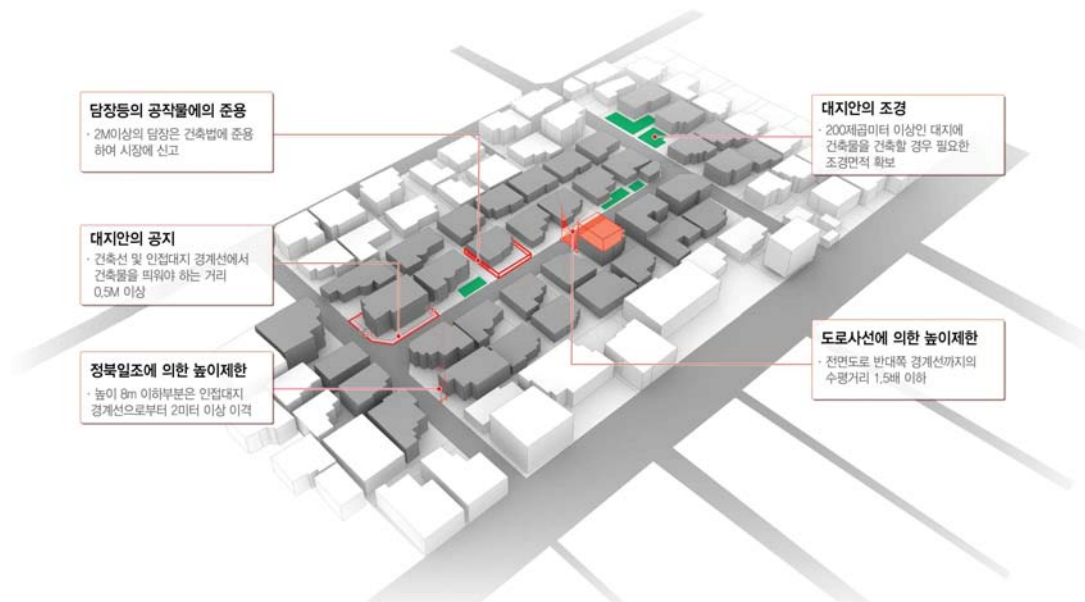 담장등의 공작물에의 준용
· 2M이상의 담장은 건축법에 준용
하여 시장에 신고
대지안의 공지
· 건축선 및 인접대지 경계선에서
건축물을 띄워야 하는 거리
0.5M 이상
정북일조에 의한 높이제한
· 높이 8m 이하부분은 인접대지
경계선으로부터 2미터 이상 이격
대지안의 조경
· 200제곱미터 이상인 대지에
건축물을 건축할 경우 필요한
조경면적 확보
도로사선에 의한 높이제한
· 전면도로 반대쪽 경계선까지의
수평거리 1.5배 이하